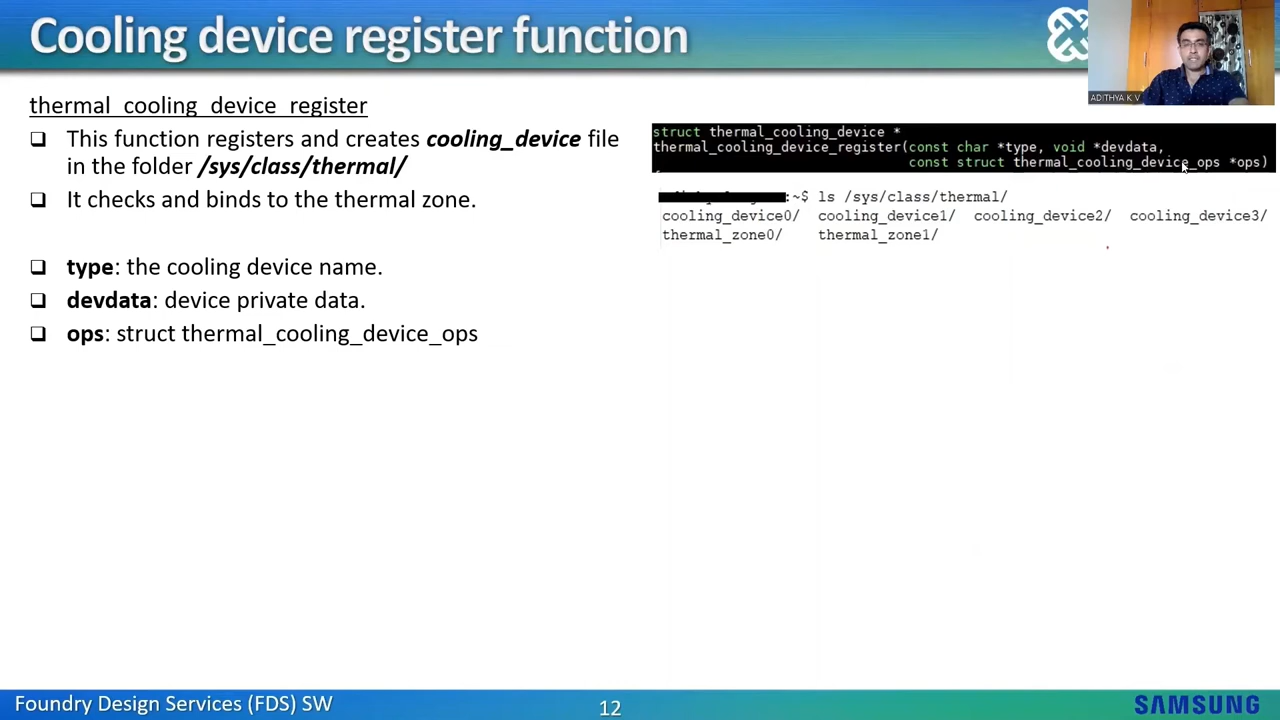 Cooling device register function
ADITHYA K V
thermal_cooling_device_register
❑ This function registers and creates cooling_device file
in the folder /sys/class/thermal/
❑ It checks and binds to the thermal zone.
❑ type: the cooling device name.
❑ devdata: device private data.
❑ ops: struct thermal_cooling_device_ops
struct thermal_cooling_device *
thermal_cooling_device_register(const char *type, void *devdata,
const struct thermal_cooling_device_ops *ops)
:~$ ls /sys/class/thermal/
cooling_device0/ cooling_device1/ cooling_device2/ cooling_device3/
thermal_zone0/ thermal_zone1/
Foundry Design Services (FDS) SW
12
SAMSUNG